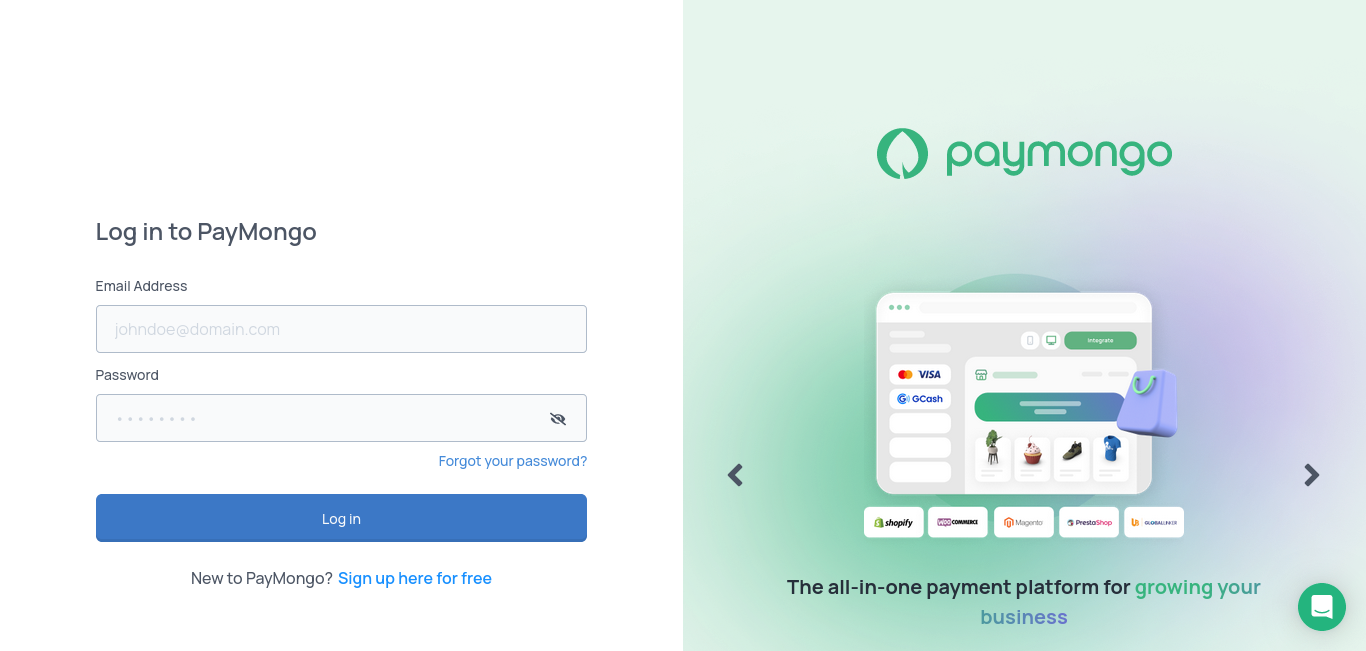 Log in to PayMongo
Email Address
johndoe@domain.com
Password
Forgot your password?
Log in
New to PayMongo? Sign up here for free
paymongo
Integrate
VISA
GCash
shopify
WOO COMMERCE
Magento
PrestaShop
GLOBALLINKER
The all-in-one payment platform for growing your
business